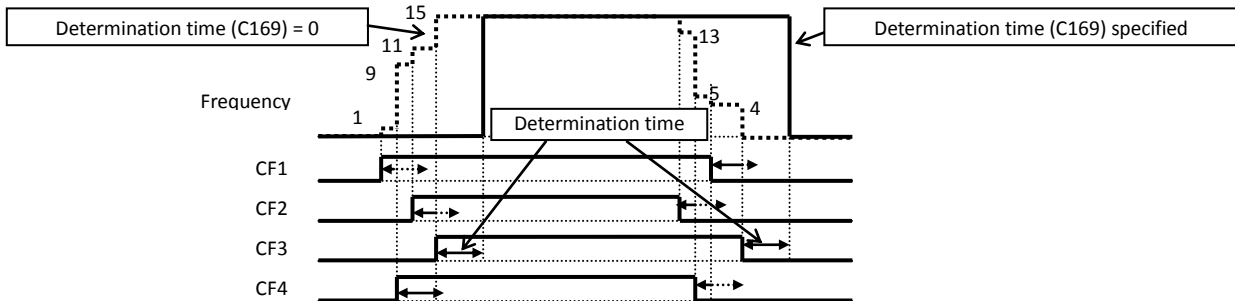 Determination time (C169) = 0
15
Determination time (C169) specified
11
13
9
5
Frequency
1
4
Determination time
CF1
CF2
CF3
CF4